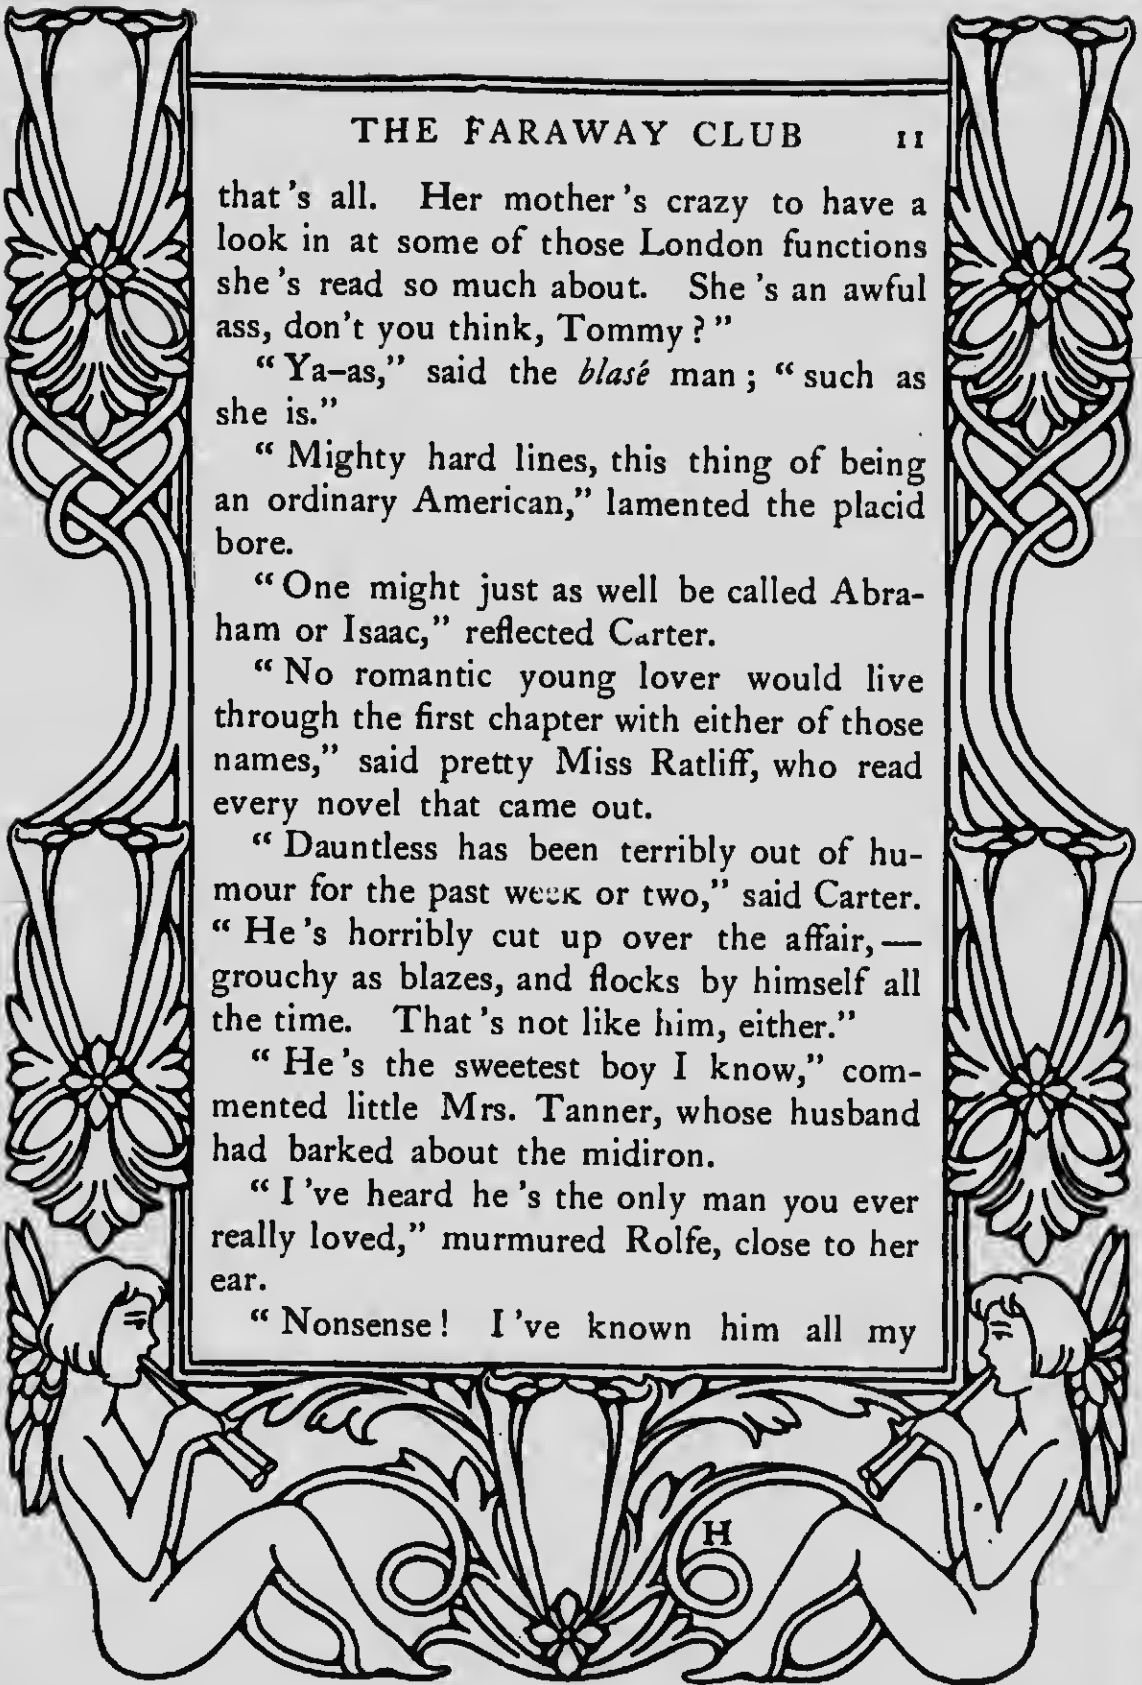 THE FARAWAY CLUB 11
that's all. Her mother's crazy to have a
look in at some of those London functions
she's read so much about. She's an awful
ass, don't you think, Tommy?"
"Ya-as," said the blasé man; "such as
she is."
"Mighty hard lines, this thing of being
an ordinary American," lamented the placid
bore.
"One might just as well be called Abra-
ham or Isaac," reflected Carter.
"No romantic young lover would live
through the first chapter with either of those
names," said pretty Miss Ratliff, who read
every novel that came out.
"Dauntless has been terribly out of hu-
mour for the past week or two," said Carter.
"He's horribly cut up over the affair,—
grouchy as blazes, and flocks by himself all
the time. That's not like him, either."
"He's the sweetest boy I know," com-
mented little Mrs. Tanner, whose husband
had barked about the midiron.
"I've heard he's the only man you ever
really loved," murmured Rolfe, close to her
ear.
"Nonsense! I've known him all my
H